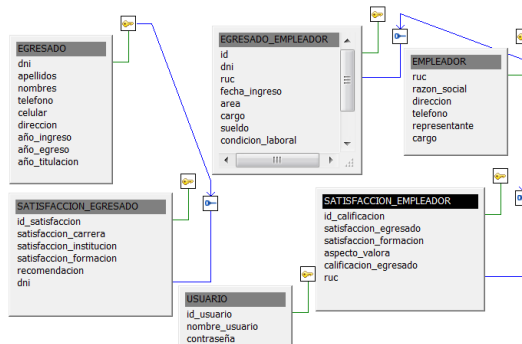 EGRESADO
dni
apellidos
nombres
telefono
celular
direccion
año_ingreso
año_egreso
año_titulacion
EGRESADO_EMPLEADOR
id
dni
ruc
fecha_ingreso
area
cargo
sueldo
condicion_laboral
EMPLEADOR
ruc
razon_social
direccion
telefono
representante
cargo
SATISFACCION_EGRESADO
id_satisfaccion
satisfaccion_carrera
satisfaccion_institucion
satisfaccion_formacion
recomendacion
dni
SATISFACCION_EMPLEADOR
id_calificacion
satisfaccion_egresado
satisfaccion_formacion
aspecto_valora
calificacion_egresado
ruc
USUARIO
id_usuario
nombre_usuario
contraseña